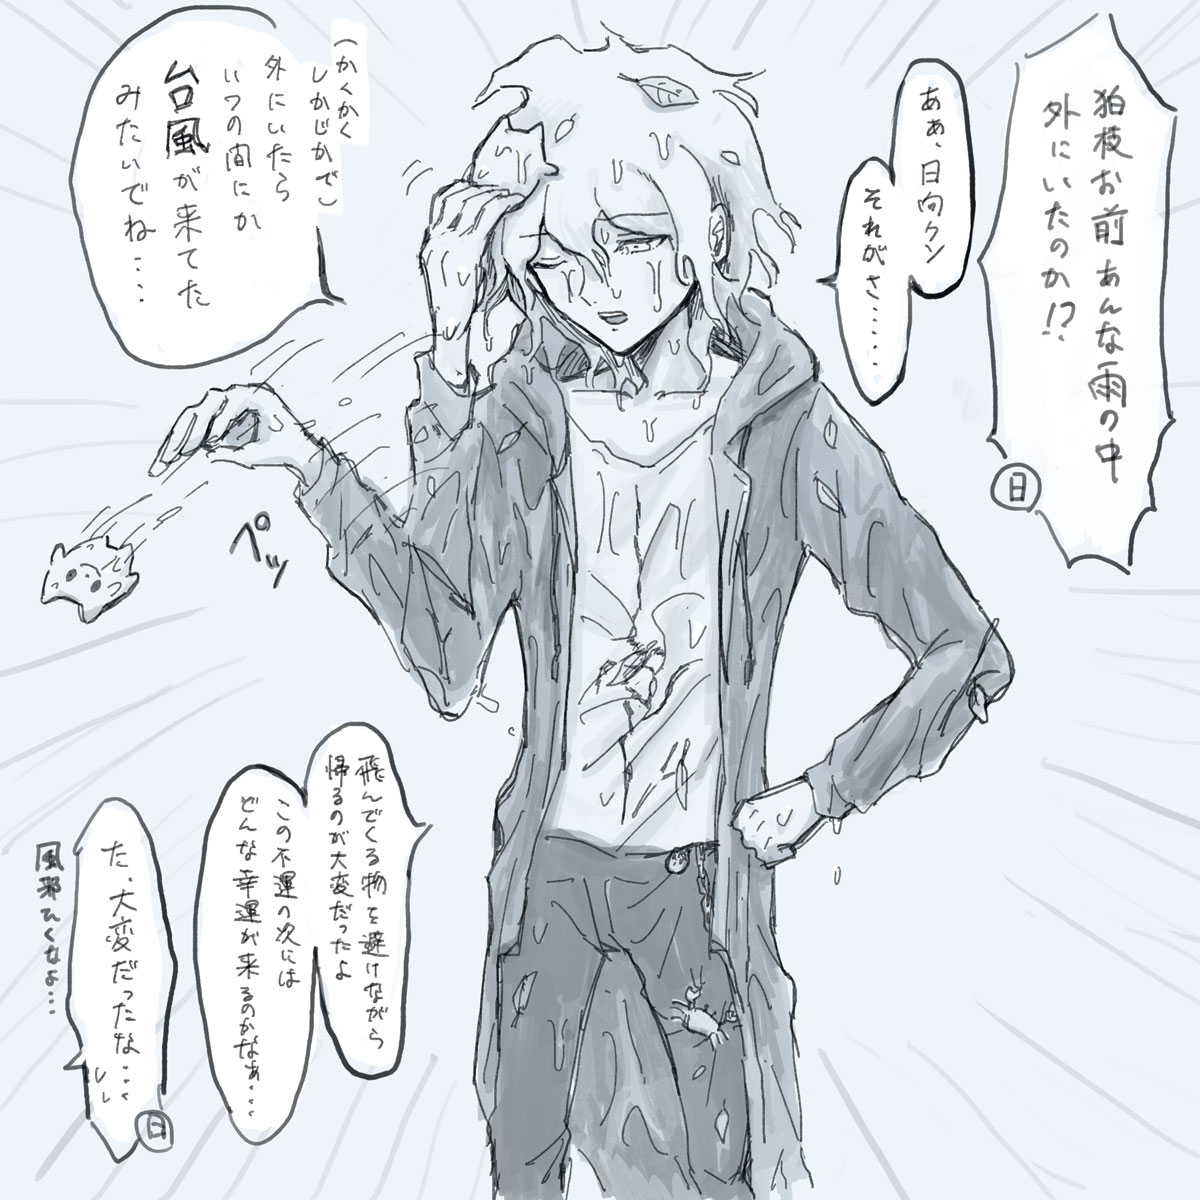 狛枝お前あんな雨の中
外にいたのか!?
日
あぁ、日向クン
それがさ……
(かくかく
しかじかで)
外にいたら
いつの間にか
台風が来てた
みたいでね…
ペッ
飛んでくる物を避けながら
帰るのが大変だったよ
この不運の次には
どんな幸運が来るのかなぁ…
た、大変だったな…
日
風邪ひくなよ…